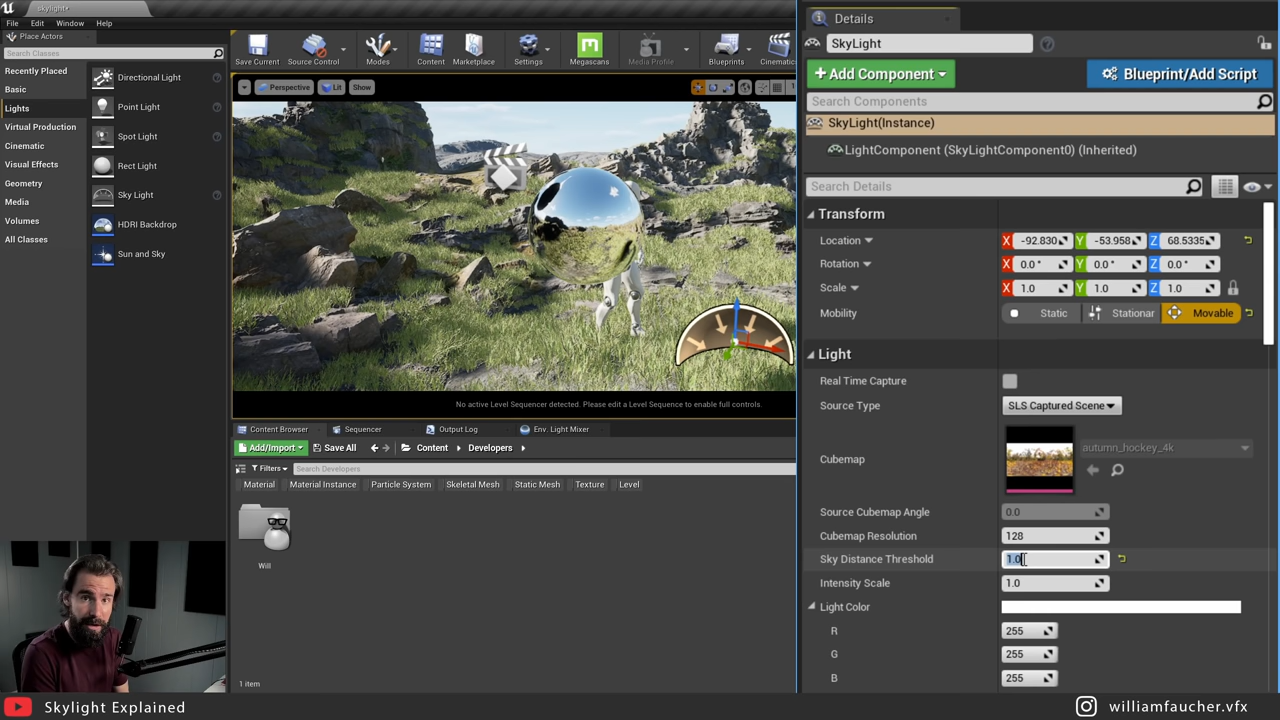 skylight*
File Edit Window Help
Place Actors
Search Classes
Recently Placed
Basic
Lights
Virtual Production
Cinematic
Visual Effects
Geometry
Media
Volumes
All Classes
Directional Light
Point Light
Spot Light
Rect Light
Sky Light
HDRI Backdrop
Sun and Sky
Save Current Source Control Modes Content Marketplace Settings Megascans Media Profile Blueprints Cinematic
Perspective Lit Show
No active Level Sequencer detected. Please edit a Level Sequence to enable full controls.
Content Browser Sequencer Output Log Env. Light Mixer
Add/Import Save All Content Developers
Filters Search Developers
Material Material Instance Particle System Skeletal Mesh Static Mesh Texture Level
Will
1 item
Details
SkyLight
+Add Component Blueprint/Add Script
Search Components
SkyLight(Instance)
LightComponent (SkyLightComponent0) (Inherited)
Search Details
Transform
Location X -92.830 Y -53.958 Z 68.5335
Rotation X 0.0 ° Y 0.0 ° Z 0.0 °
Scale X 1.0 Y 1.0 Z 1.0
Mobility Static Stationar Movable
Light
Real Time Capture
Source Type SLS Captured Scene
Cubemap autumn_hockey_4k
Source Cubemap Angle 0.0
Cubemap Resolution 128
Sky Distance Threshold 1.0
Intensity Scale 1.0
Light Color
R 255
G 255
B 255
Skylight Explained
williamfaucher.vfx